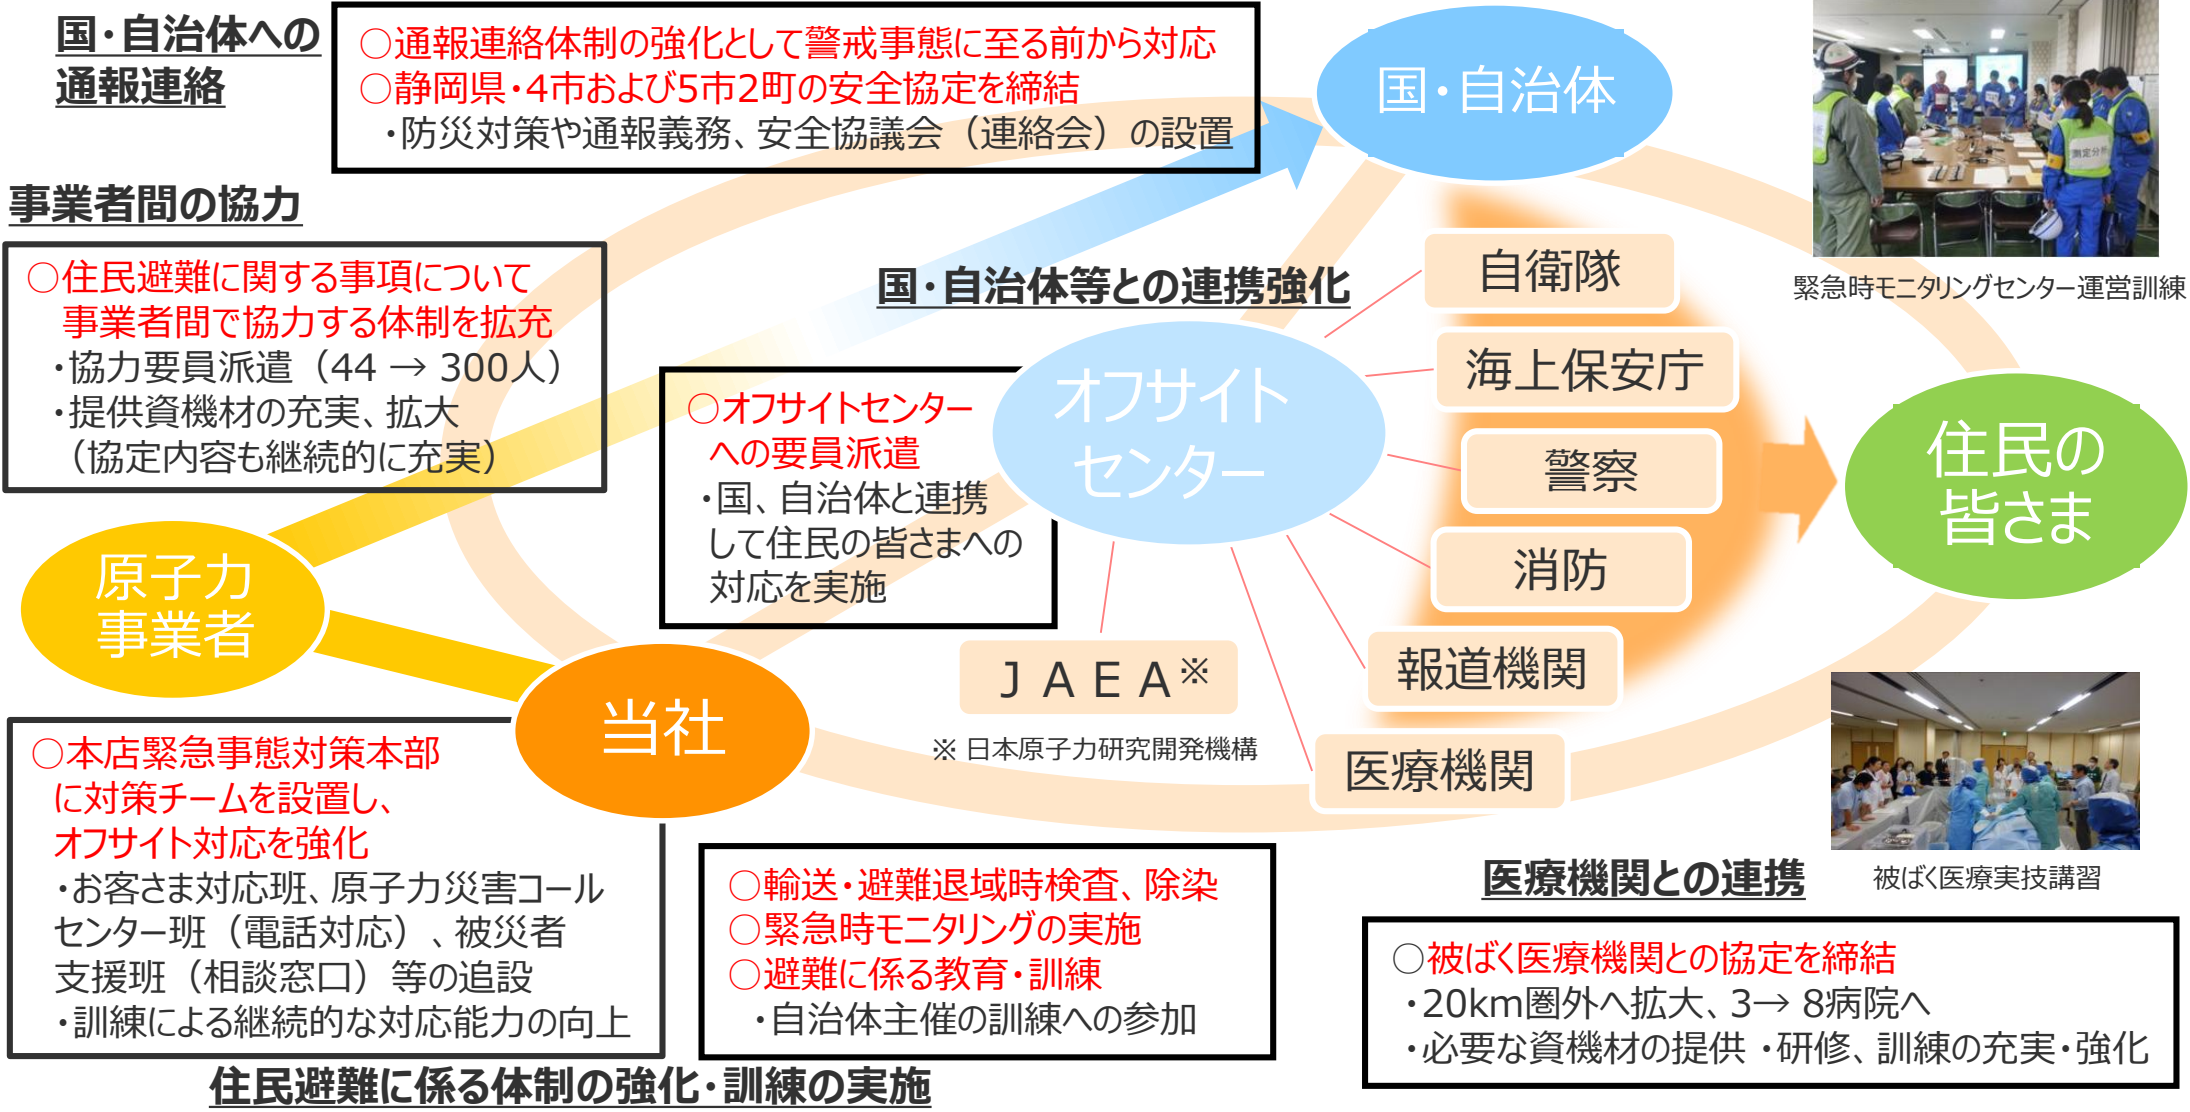 国・自治体への
通報連絡
○通報連絡体制の強化として警戒事態に至る前から対応
○静岡県・4市および5市2町の安全協定を締結
・防災対策や通報義務、安全協議会（連絡会）の設置
国・自治体
測定分析
緊急時モニタリングセンター運営訓練
事業者間の協力
○住民避難に関する事項について
事業者間で協力する体制を拡充
・協力要員派遣（44 → 300人）
・提供資機材の充実、拡大
（協定内容も継続的に充実）
国・自治体等との連携強化
○オフサイトセンター
への要員派遣
・国、自治体と連携
して住民の皆さまへの
対応を実施
オフサイト
センター
自衛隊
海上保安庁
警察
消防
報道機関
医療機関
ＪＡＥＡ※
※ 日本原子力研究開発機構
住民の
皆さま
原子力
事業者
当社
○本店緊急事態対策本部
に対策チームを設置し、
オフサイト対応を強化
・お客さま対応班、原子力災害コール
センター班（電話対応）、被災者
支援班（相談窓口）等の追設
・訓練による継続的な対応能力の向上
○輸送・避難退域時検査、除染
○緊急時モニタリングの実施
○避難に係る教育・訓練
・自治体主催の訓練への参加
住民避難に係る体制の強化・訓練の実施
医療機関との連携
被ばく医療実技講習
○被ばく医療機関との協定を締結
・20km圏外へ拡大、3→ 8病院へ
・必要な資機材の提供 ・研修、訓練の充実・強化